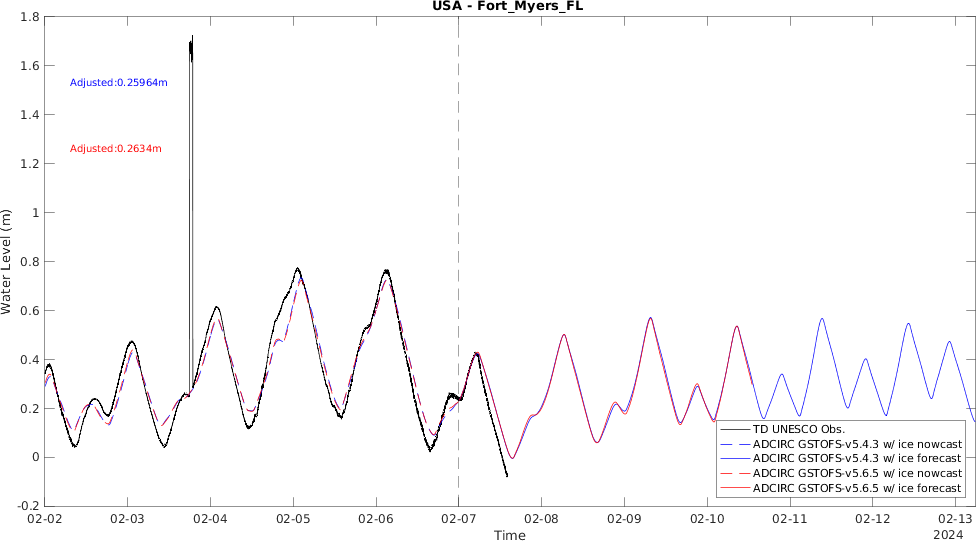 USA - Fort_Myers_FL
1.8
1.6
1.4
1.2
1
0.8
0.6
0.4
0.2
0
-0.2
Water Level (m)
Adjusted:0.25964m
Adjusted:0.2634m
TD UNESCO Obs.
ADCIRC GSTOFS-v5.4.3 w/ ice nowcast
ADCIRC GSTOFS-v5.4.3 w/ ice forecast
ADCIRC GSTOFS-v5.6.5 w/ ice nowcast
ADCIRC GSTOFS-v5.6.5 w/ ice forecast
02-02 02-03 02-04 02-05 02-06 02-07 02-08 02-09 02-10 02-11 02-12 02-13
Time
2024